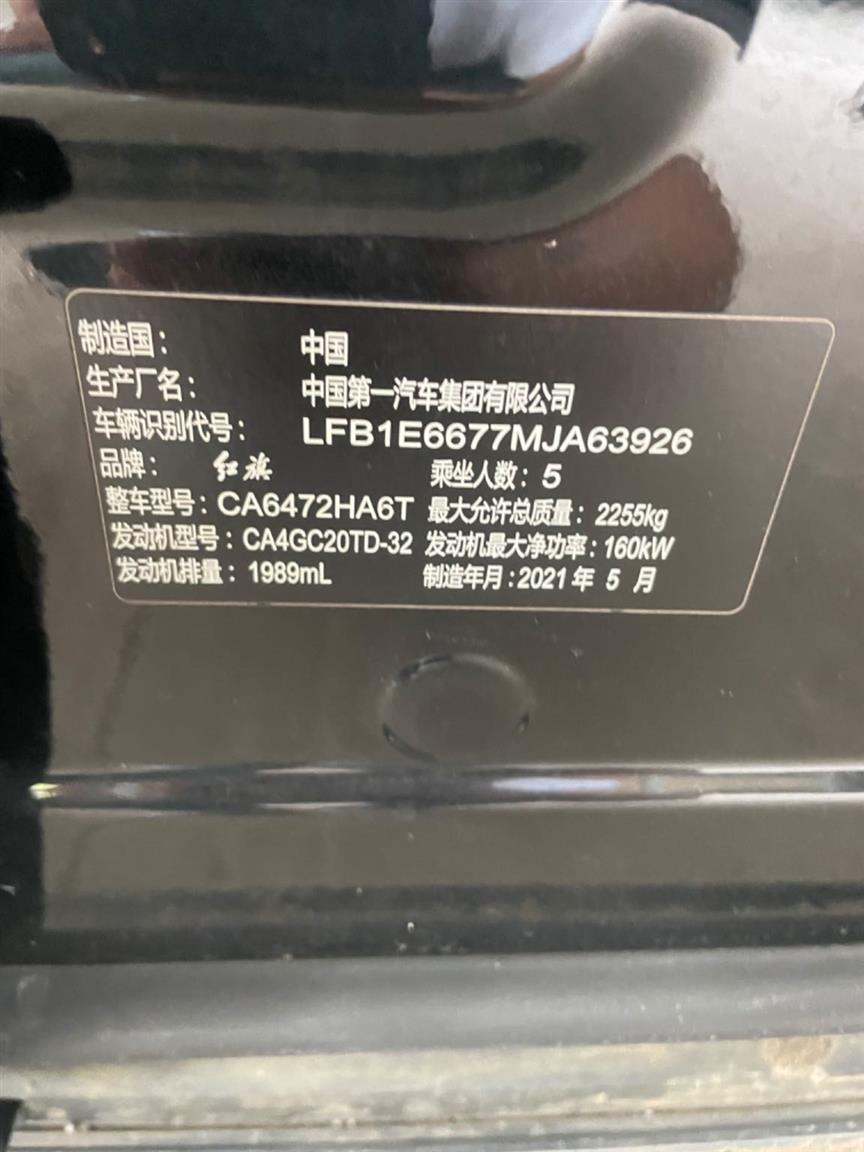 制造国： 中国
生产厂名： 中国第一汽车集团有限公司
车辆识别代号： LFB1E6677MJA63926
品牌： 红旗 乘坐人数：5
整车型号：CA6472HA6T 最大允许总质量：2255kg
发动机型号：CA4GC20TD-32 发动机最大净功率：160kW
发动机排量：1989mL 制造年月：2021年 5 月